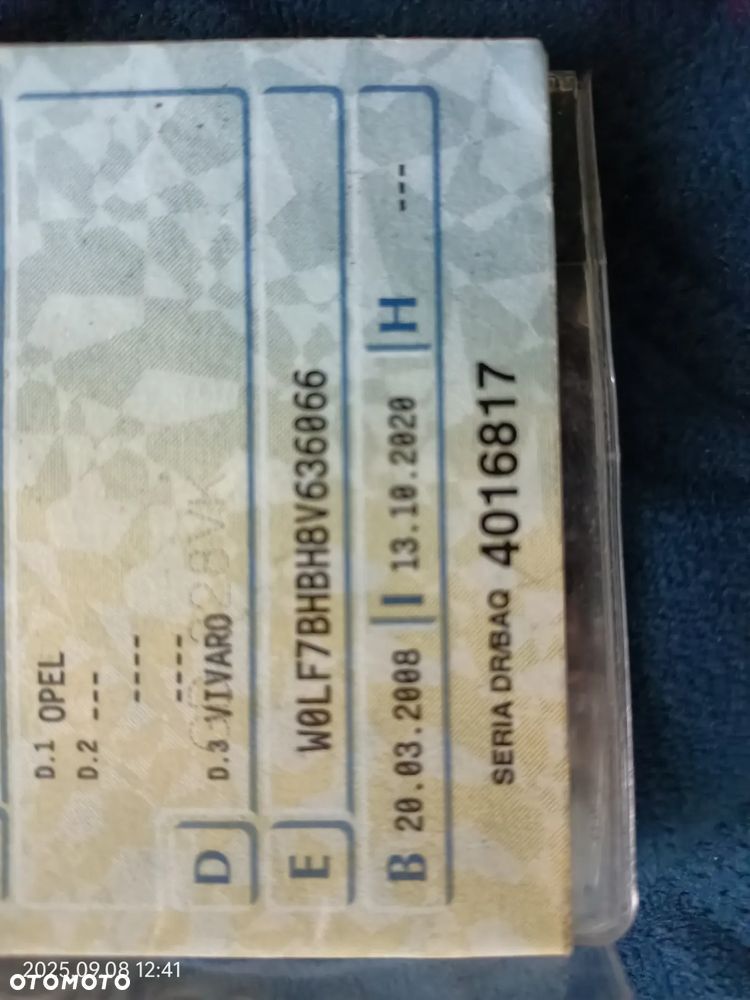 D.1 OPEL
D.2 ---
----
----
D.3 VIVARO
D
E W0LF7BHBH8V636066
B 20.03.2008 I 13.10.2020 H ---
SERIA DR/BAQ 4016817
2025.09.08 12:41
OTOMOTO